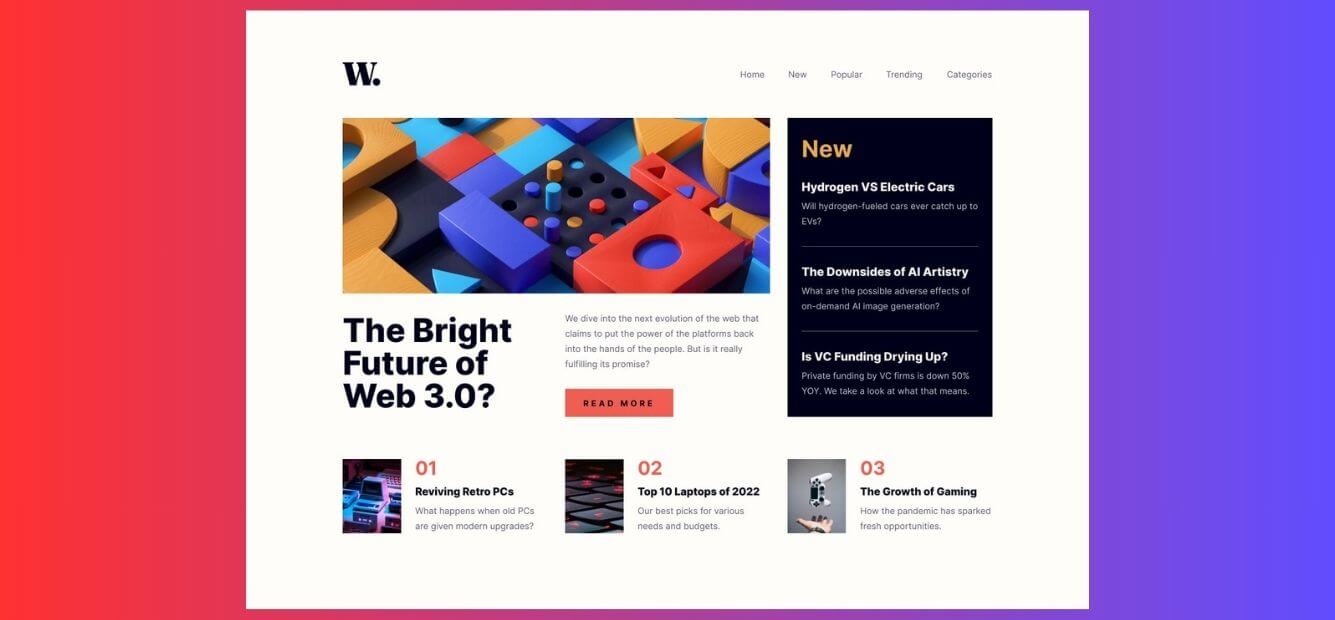 W.
Home New Popular Trending Categories
The Bright
Future of
Web 3.0?
We dive into the next evolution of the web that
claims to put the power of the platforms back
into the hands of the people. But is it really
fulfilling its promise?
READ MORE
New
Hydrogen VS Electric Cars
Will hydrogen-fueled cars ever catch up to
EVs?
The Downsides of AI Artistry
What are the possible adverse effects of
on-demand AI image generation?
Is VC Funding Drying Up?
Private funding by VC firms is down 50%
YOY. We take a look at what that means.
01
Reviving Retro PCs
What happens when old PCs
are given modern upgrades?
02
Top 10 Laptops of 2022
Our best picks for various
needs and budgets.
03
The Growth of Gaming
How the pandemic has sparked
fresh opportunities.